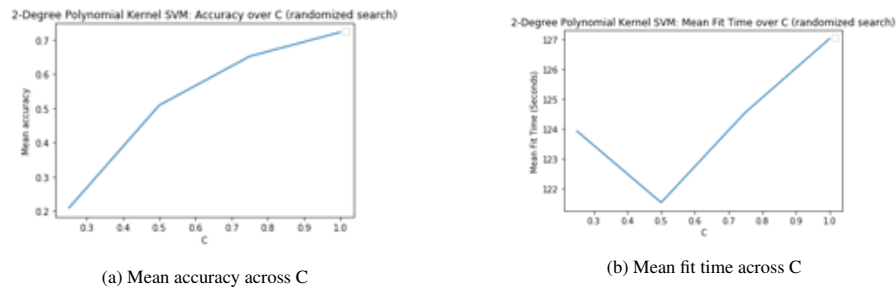 2-Degree Polynomial Kernel SVM: Accuracy over C (randomized search)
Mean accuracy
0.7
0.6
0.5
0.4
0.3
0.2
0.3 0.4 0.5 0.6 0.7 0.8 0.9 1.0
C
(a) Mean accuracy across C
2-Degree Polynomial Kernel SVM: Mean Fit Time over C (randomized search)
Mean Fit Time (Seconds)
127
126
125
124
123
122
0.3 0.4 0.5 0.6 0.7 0.8 0.9 1.0
C
(b) Mean fit time across C